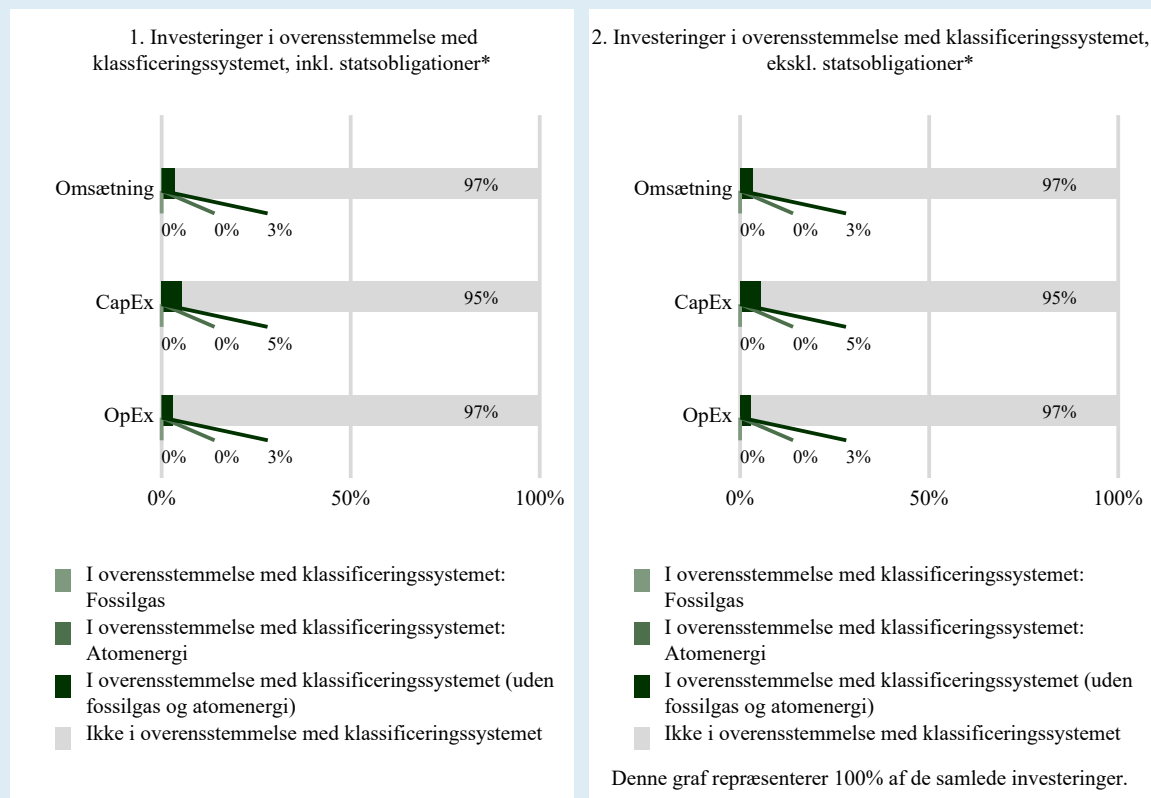 1. Investeringer i overensstemmelse med
klassficeringssystemet, inkl. statsobligationer*
Omsætning
97%
0% 0% 3%
CapEx
95%
0% 0% 5%
OpEx
97%
0% 0% 3%
0% 50% 100%
I overensstemmelse med klassificeringssystemet:
Fossilgas
I overensstemmelse med klassificeringssystemet:
Atomenergi
I overensstemmelse med klassificeringssystemet (uden
fossilgas og atomenergi)
Ikke i overensstemmelse med klassificeringssystemet
2. Investeringer i overensstemmelse med klassificeringssystemet,
ekskl. statsobligationer*
Omsætning
97%
0% 0% 3%
CapEx
95%
0% 0% 5%
OpEx
97%
0% 0% 3%
0% 50% 100%
I overensstemmelse med klassificeringssystemet:
Fossilgas
I overensstemmelse med klassificeringssystemet:
Atomenergi
I overensstemmelse med klassificeringssystemet (uden
fossilgas og atomenergi)
Ikke i overensstemmelse med klassificeringssystemet
Denne graf repræsenterer 100% af de samlede investeringer.